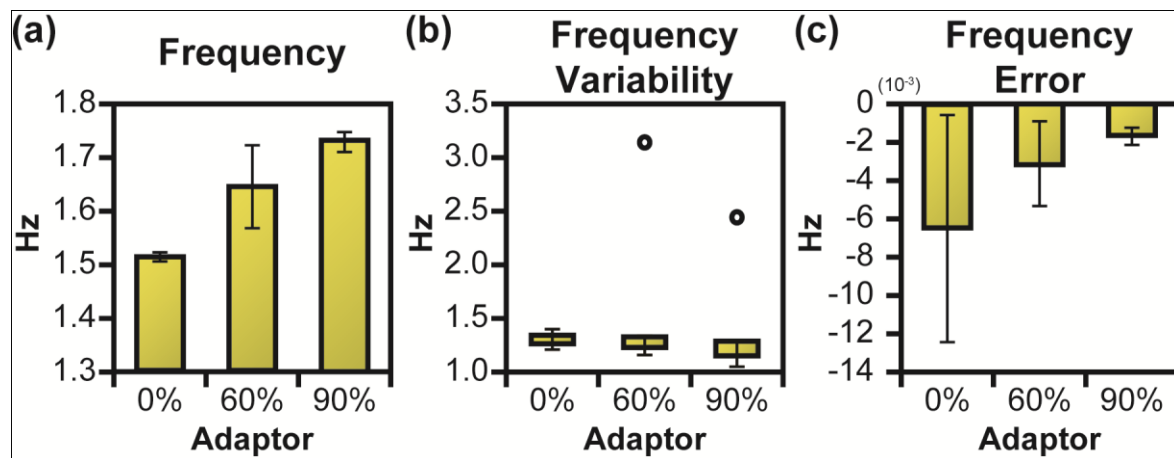 (a)
Frequency
Hz
1.8
1.7
1.6
1.5
1.4
1.3
0% 60% 90%
Adaptor
(b)
Frequency
Variability
Hz
3.5
3.0
2.5
2.0
1.5
1.0
0% 60% 90%
Adaptor
(c)
Frequency
Error
(10⁻³)
Hz
0
-2
-4
-6
-8
-10
-12
-14
0% 60% 90%
Adaptor